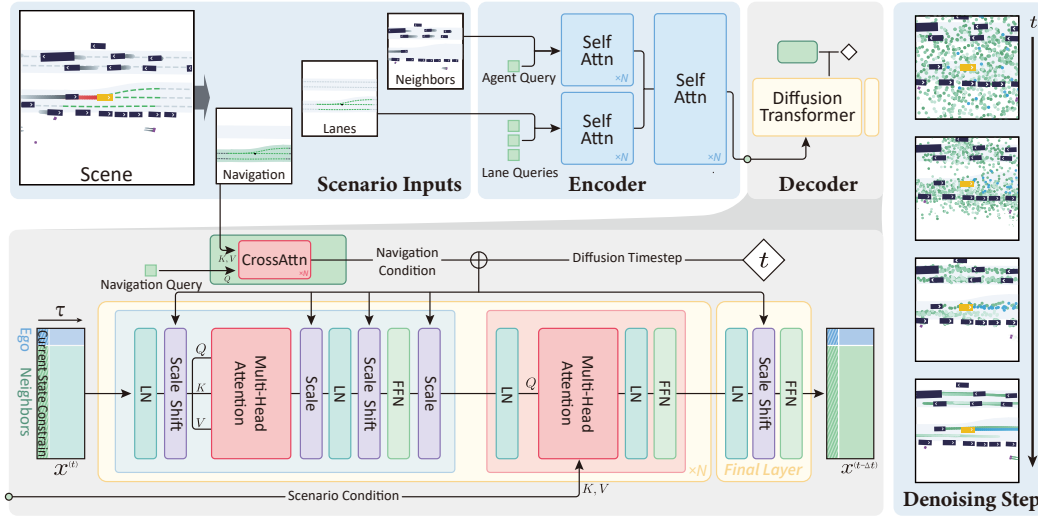 Scene
Navigation
Lanes
Neighbors
Scenario Inputs
Agent Query
Lane Queries
Self
Attn
×N
Self
Attn
×N
Self
Attn
×N
Encoder
Diffusion
Transformer
Decoder
t
Denoising Step
K, V
Q
CrossAttn
×N
Navigation Query
Navigation
Condition
Diffusion Timestep
t
τ
Ego
Neighbors
Current State Constrain
x(t)
LN
Scale Shift
Q
K
V
Multi-Head
Attention
Scale
LN
Scale Shift
FFN
Scale
LN
Q
Multi-Head
Attention
LN
FFN
×N
LN
Scale Shift
FFN
Final Layer
x(t−Δt)
Scenario Condition
K, V